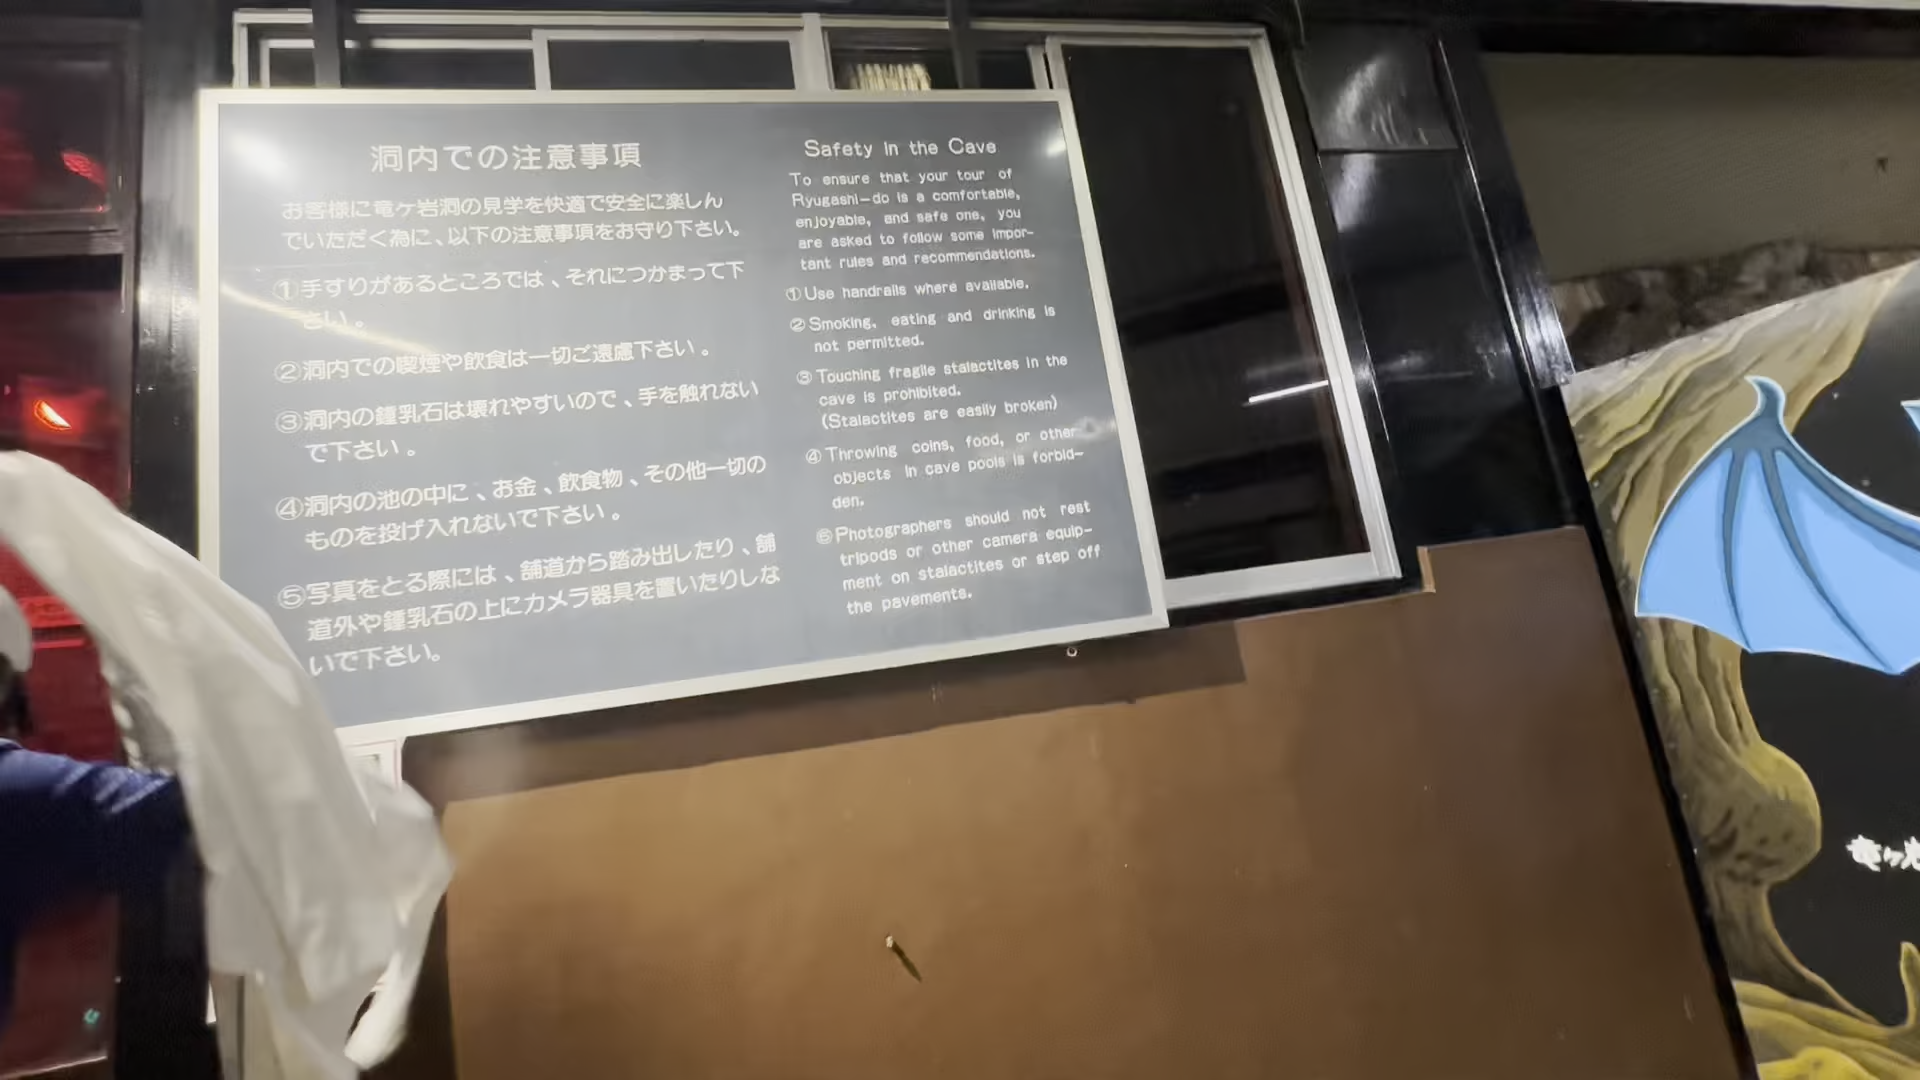 洞内での注意事項
お客様に竜ヶ岩洞の見学を快適で安全に楽しん
でいただく為に、以下の注意事項をお守り下さい。
①手すりがあるところでは、それにつかまって下
さい。
②洞内での喫煙や飲食は一切ご遠慮下さい。
③洞内の鍾乳石は壊れやすいので、手を触れない
で下さい。
④洞内の池の中に、お金、飲食物、その他一切の
ものを投げ入れないで下さい。
⑤写真をとる際には、舗道から踏み出したり、舗
道外や鍾乳石の上にカメラ器具を置いたりしな
いで下さい。
Safety in the Cave
To ensure that your tour of
Ryugashi-do is a comfortable,
enjoyable, and safe one, you
are asked to follow some impor-
tant rules and recommendations.
①Use handrails where available.
②Smoking, eating and drinking is
not permitted.
③Touching fragile stalactites in the
cave is prohibited.
(Stalactites are easily broken)
④Throwing coins, food, or other
objects in cave pools is forbid-
den.
⑤Photographers should not rest
tripods or other camera equip-
ment on stalactites or step off
the pavements.
竜ヶ岩